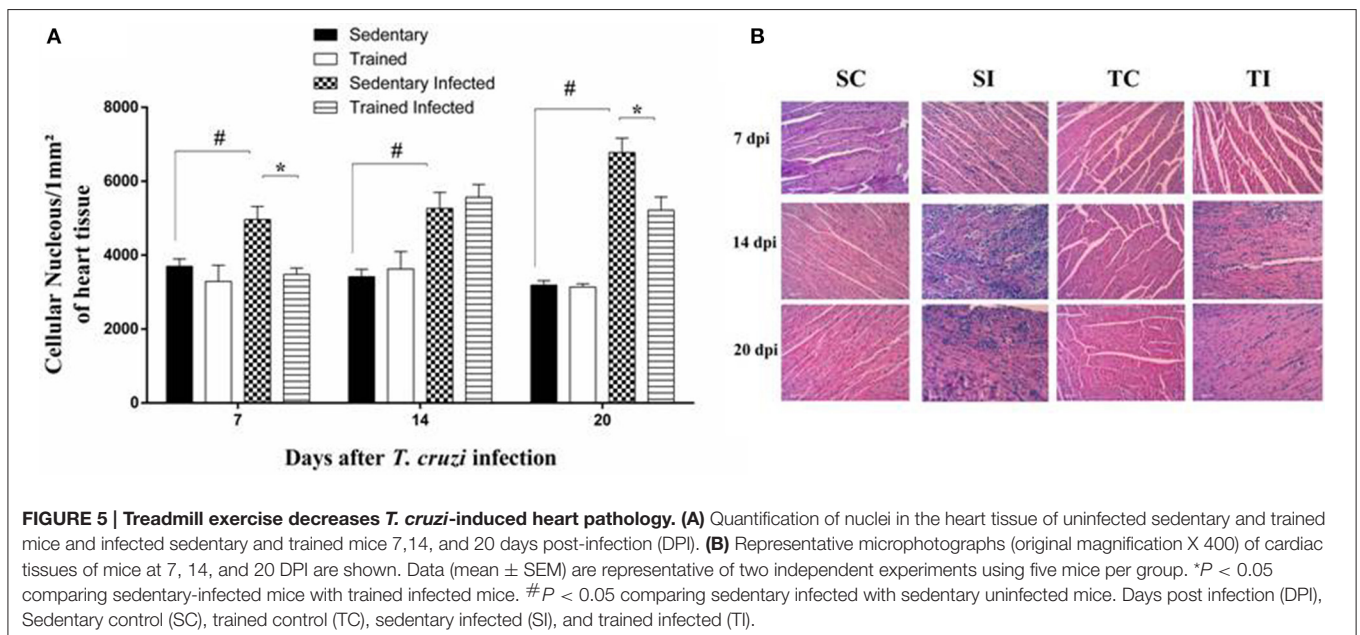 A
Sedentary
Trained
Sedentary Infected
Trained Infected
Cellular Nucleous/1mm²
of heart tissue
8000
6000
4000
2000
0
#
*
#
#
*
7
14
20
Days after T. cruzi infection
B
SC
SI
TC
TI
7 dpi
14 dpi
20 dpi
FIGURE 5 | Treadmill exercise decreases T. cruzi-induced heart pathology. (A) Quantification of nuclei in the heart tissue of uninfected sedentary and trained
mice and infected sedentary and trained mice 7,14, and 20 days post-infection (DPI). (B) Representative microphotographs (original magnification X 400) of cardiac
tissues of mice at 7, 14, and 20 DPI are shown. Data (mean ± SEM) are representative of two independent experiments using five mice per group. *P < 0.05
comparing sedentary-infected mice with trained infected mice. #P < 0.05 comparing sedentary infected with sedentary uninfected mice. Days post infection (DPI),
Sedentary control (SC), trained control (TC), sedentary infected (SI), and trained infected (TI).